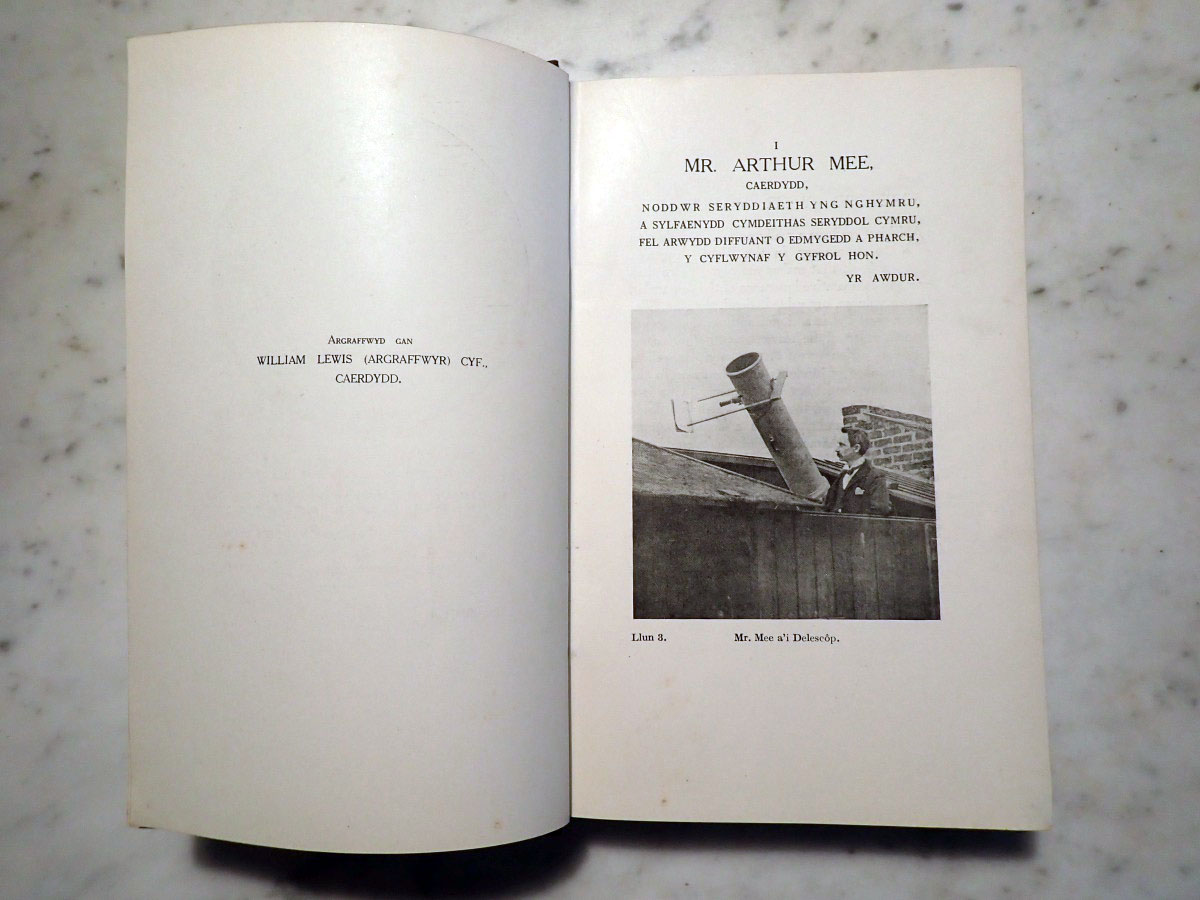 Argraffwyd gan
WILLIAM LEWIS (ARGRAFFWYR) CYF.,
CAERDYDD.
I
MR. ARTHUR MEE,
CAERDYDD,
NODDWR SERYDDIAETH YNG NGHYMRU,
A SYLFAENYDD CYMDEITHAS SERYDDOL CYMRU,
FEL ARWYDD DIFFUANT O EDMYGEDD A PHARCH,
Y CYFLWYNAF Y GYFROL HON.
YR AWDUR.
Llun 3. Mr. Mee a'i Delescôp.